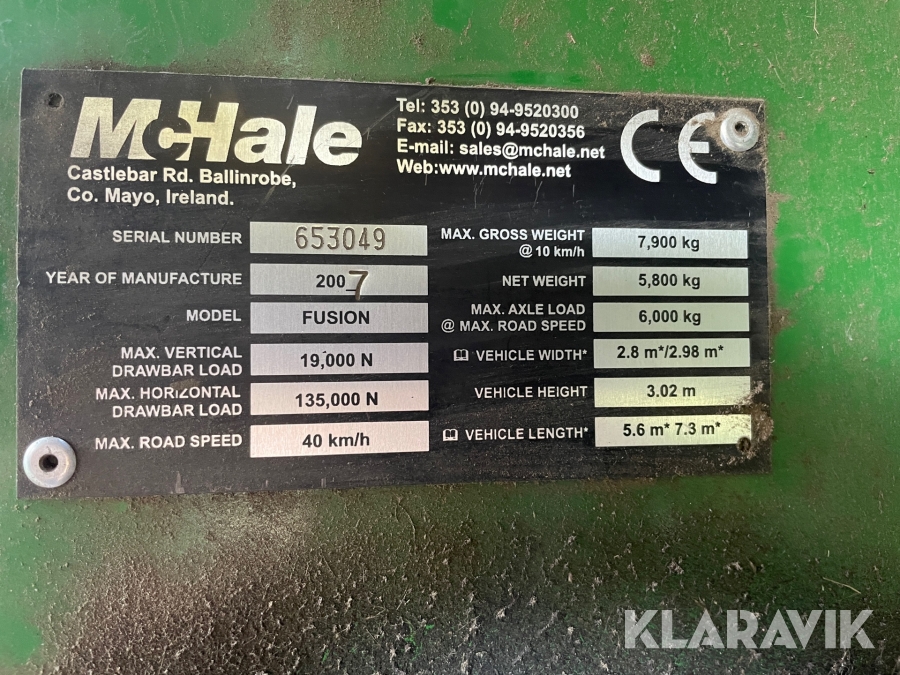 McHale
Castlebar Rd. Ballinrobe,
Co. Mayo, Ireland.
Tel: 353 (0) 94-9520300
Fax: 353 (0) 94-9520356
E-mail: sales@mchale.net
Web:www.mchale.net
CE
SERIAL NUMBER 653049
YEAR OF MANUFACTURE 2007
MODEL FUSION
MAX. VERTICAL
DRAWBAR LOAD 19,000 N
MAX. HORIZONTAL
DRAWBAR LOAD 135,000 N
MAX. ROAD SPEED 40 km/h
MAX. GROSS WEIGHT
@ 10 km/h 7,900 kg
NET WEIGHT 5,800 kg
MAX. AXLE LOAD
@ MAX. ROAD SPEED 6,000 kg
VEHICLE WIDTH* 2.8 m*/2.98 m*
VEHICLE HEIGHT 3.02 m
VEHICLE LENGTH* 5.6 m* 7.3 m*
KLARAVIK